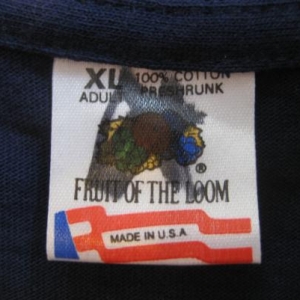 XL 100% COTTON
ADULT PRESHRUNK
®
FRUIT OF THE LOOM
MADE IN U.S.A.